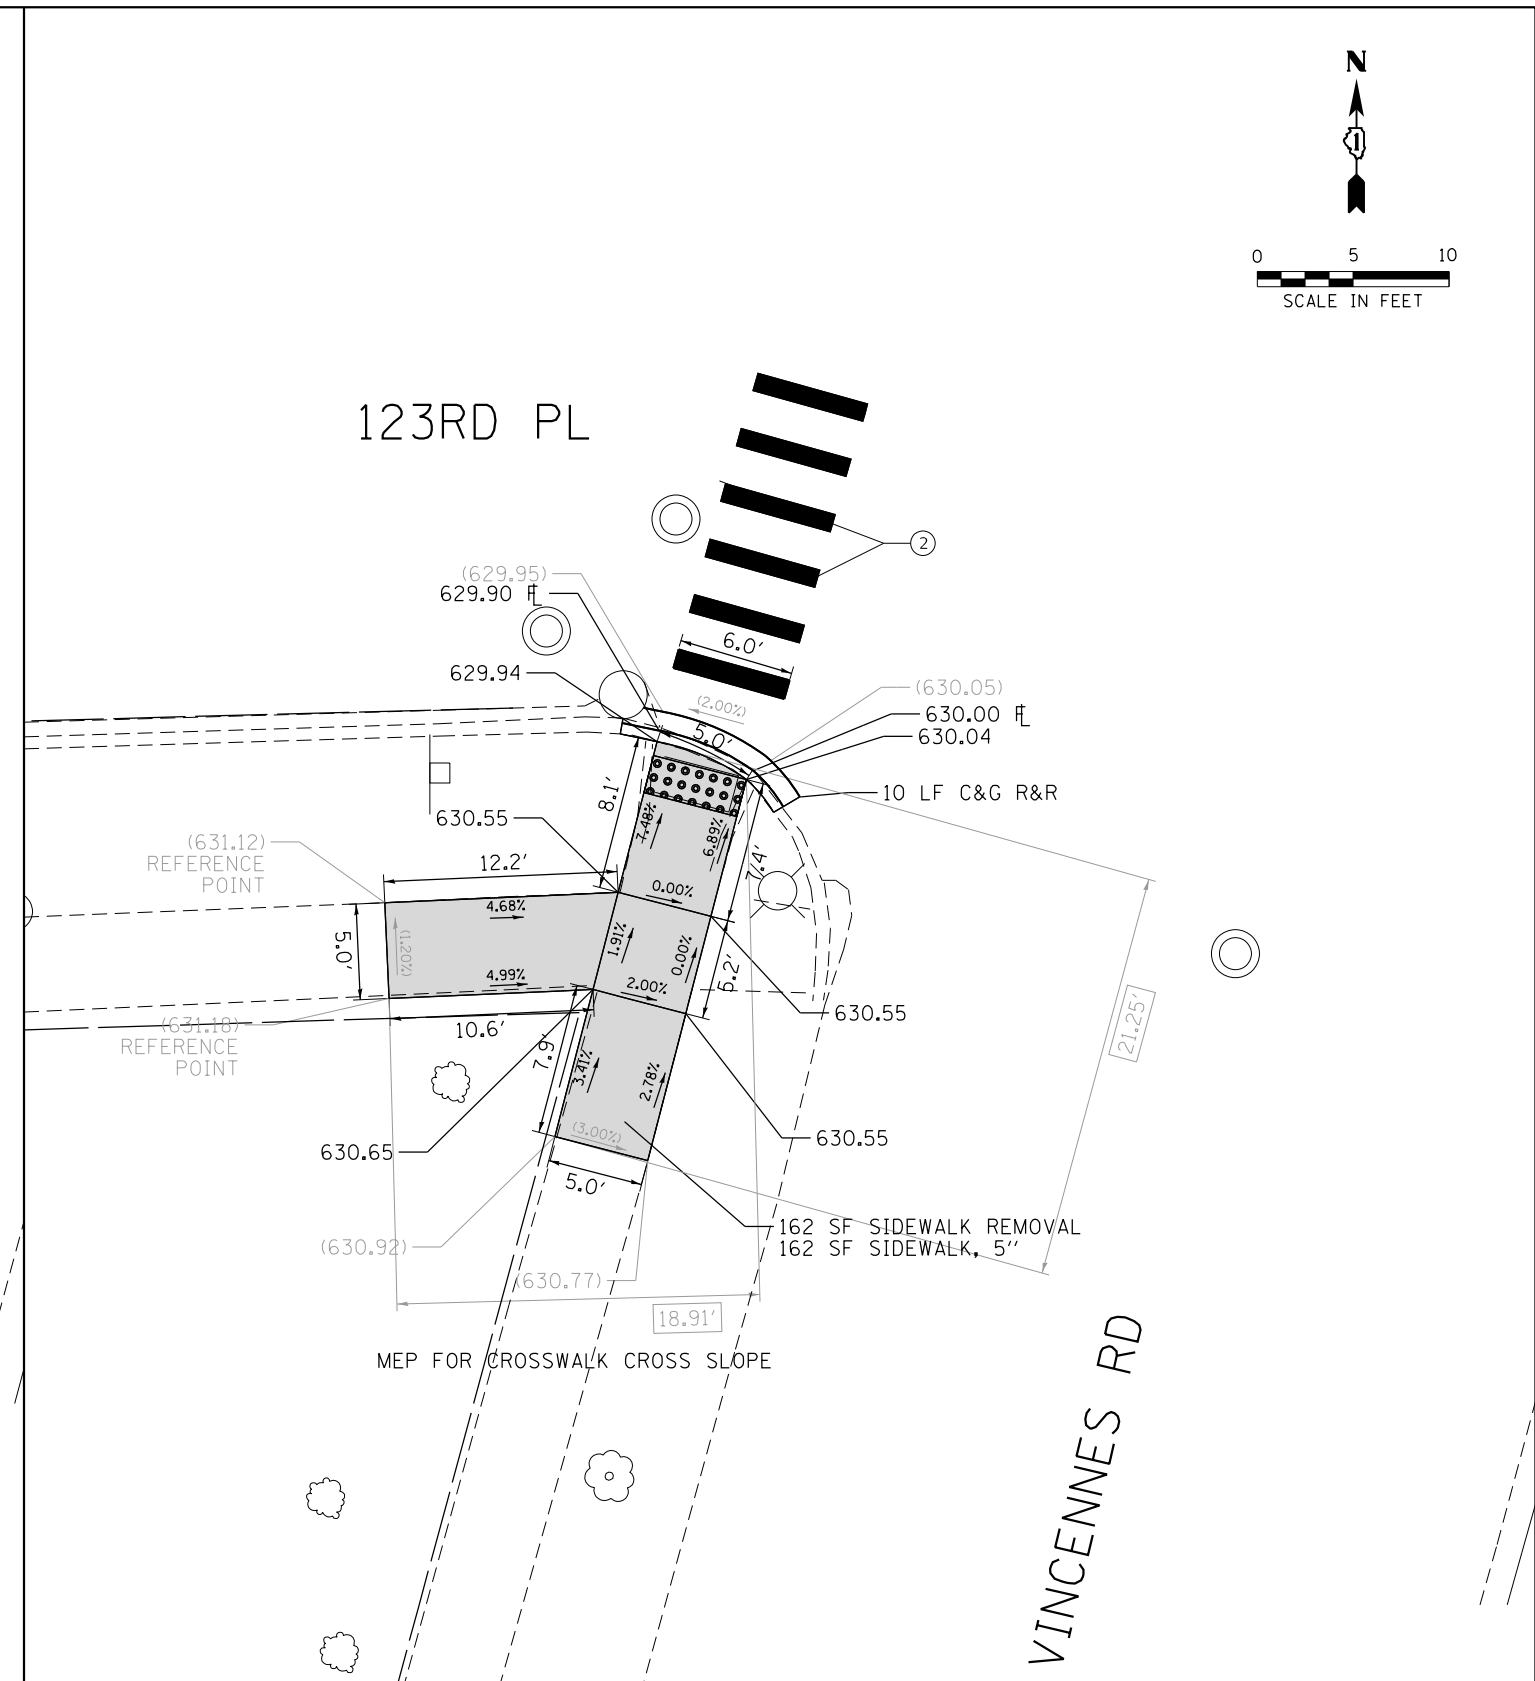 N
1
0 5 10
SCALE IN FEET
123RD PL
2
(629.95)
629.90 FL
6.0'
629.94
(630.05)
(2.00%)
630.00 FL
5.0'
630.04
10 LF C&G R&R
8.1'
630.55
7.48%
6.89%
(631.12)
REFERENCE
POINT
12.2'
7.4'
0.00%
4.68%
5.0'
(1.20%)
1.91%
0.00%
5.2'
4.99%
2.00%
630.55
(631.18)
REFERENCE
POINT
10.6'
7.9'
21.25'
3.41%
2.78%
(3.00%)
630.55
630.65
5.0'
162 SF SIDEWALK REMOVAL
162 SF SIDEWALK, 5''
(630.92)
(630.77)
18.91'
MEP FOR CROSSWALK CROSS SLOPE
VINCENNES RD